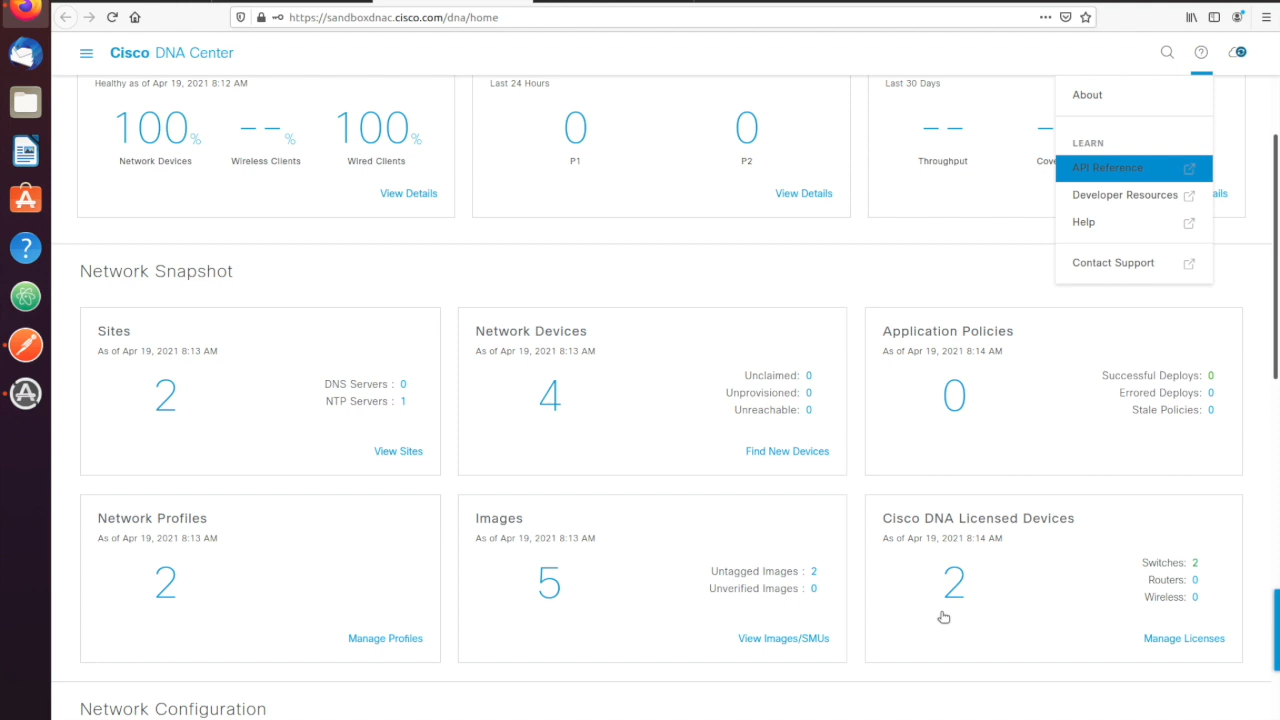 https://sandboxdnac.cisco.com/dna/home
Cisco DNA Center
Healthy as of Apr 19, 2021 8:12 AM
100%
Network Devices
--%
Wireless Clients
100%
Wired Clients
View Details
Last 24 Hours
0
P1
0
P2
View Details
Last 30 Days
--
Throughput
--
Cove
ails
About
LEARN
API Reference
Developer Resources
Help
Contact Support
Network Snapshot
Sites
As of Apr 19, 2021 8:13 AM
2
DNS Servers : 0
NTP Servers : 1
View Sites
Network Devices
As of Apr 19, 2021 8:13 AM
4
Unclaimed: 0
Unprovisioned: 0
Unreachable: 0
Find New Devices
Application Policies
As of Apr 19, 2021 8:14 AM
0
Successful Deploys: 0
Errored Deploys: 0
Stale Policies: 0
Network Profiles
As of Apr 19, 2021 8:13 AM
2
Manage Profiles
Images
As of Apr 19, 2021 8:13 AM
5
Untagged Images : 2
Unverified Images : 0
View Images/SMUs
Cisco DNA Licensed Devices
As of Apr 19, 2021 8:14 AM
2
Switches: 2
Routers: 0
Wireless: 0
Manage Licenses
Network Configuration